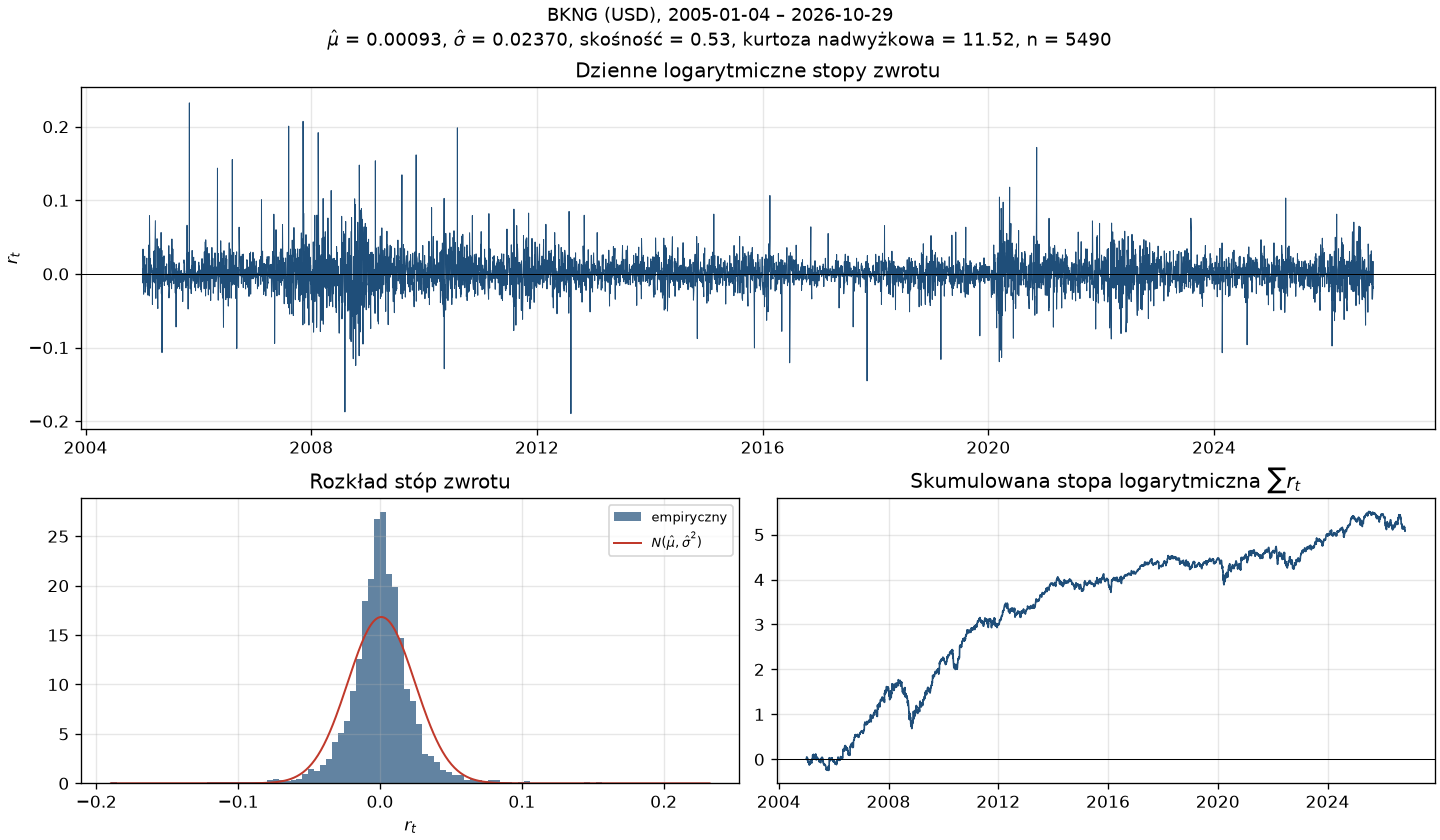 BKNG (USD), 2005-01-04 – 2026-10-29
μ̂ = 0.00093, σ̂ = 0.02370, skośność = 0.53, kurtoza nadwyżkowa = 11.52, n = 5490
Dzienne logarytmiczne stopy zwrotu
r_t
0.2
0.1
0.0
−0.1
−0.2
2004 2008 2012 2016 2020 2024
Rozkład stóp zwrotu
empiryczny
N(μ̂, σ̂²)
25
20
15
10
5
0
−0.2 −0.1 0.0 0.1 0.2
r_t
Skumulowana stopa logarytmiczna ∑r_t
5
4
3
2
1
0
2004 2008 2012 2016 2020 2024